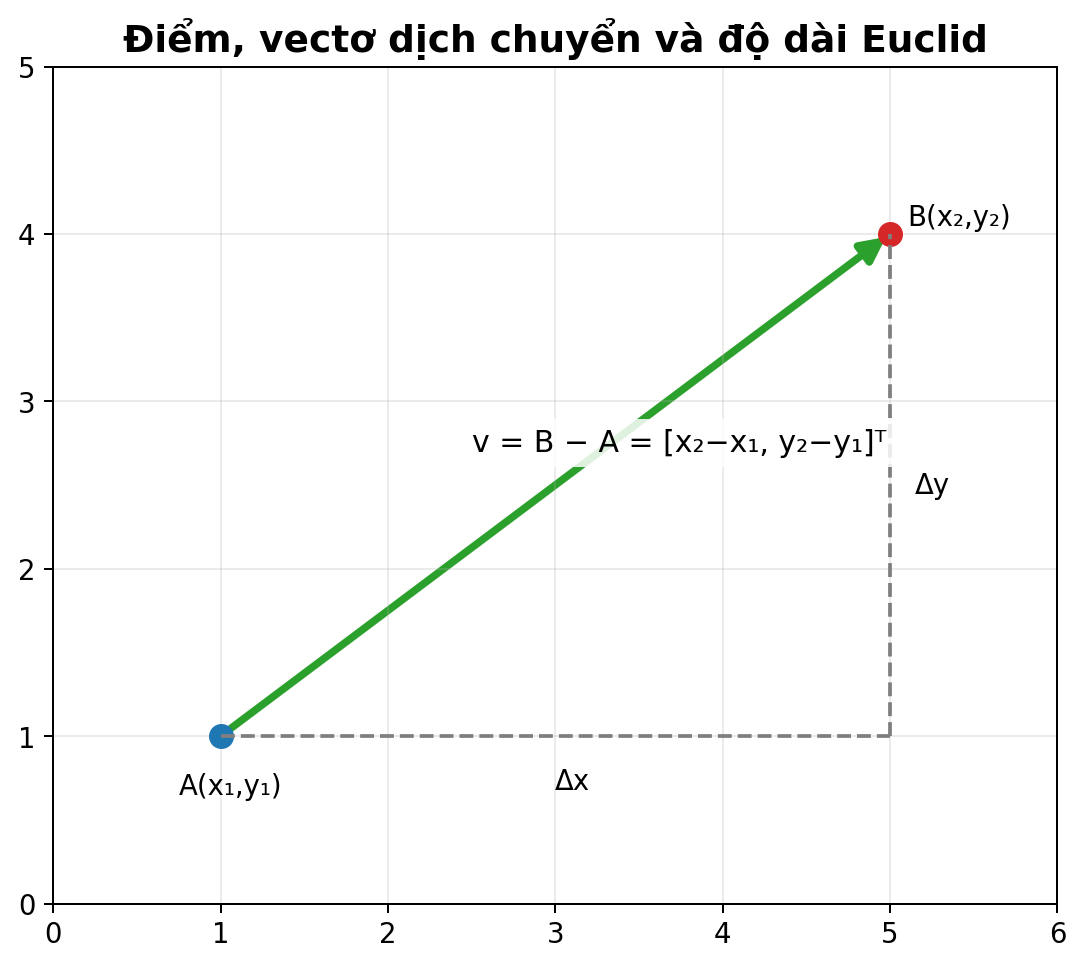 Điểm, vectơ dịch chuyển và độ dài Euclid
5
B(x₂,y₂)
4
3
v = B − A = [x₂−x₁, y₂−y₁]ᵀ
Δy
2
1
A(x₁,y₁)
Δx
0
0 1 2 3 4 5 6